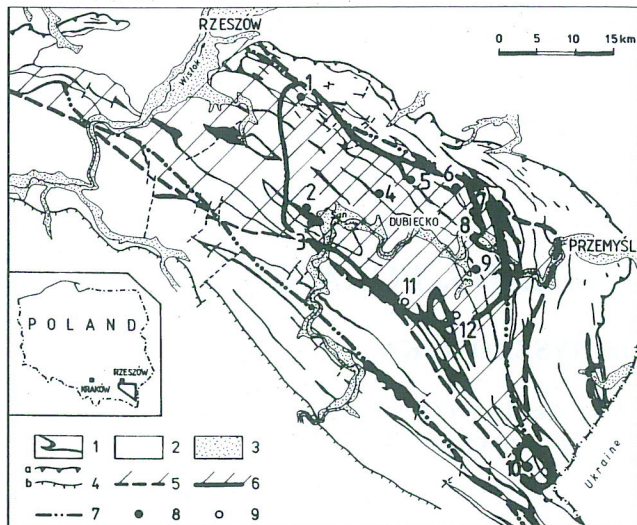 RZESZÓW
0 5 10 15 km
Wisłok
1
2
3
4
5
6
7
8
9
10
11
12
San
DUBIECKO
PRZEMYŚL
Ukraine
POLAND
KRAKÓW
RZESZÓW
1 2 3
a
b 4 5 6
7 8 9